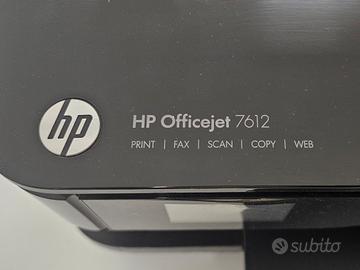 hp
HP Officejet 7612
PRINT | FAX | SCAN | COPY | WEB
subito